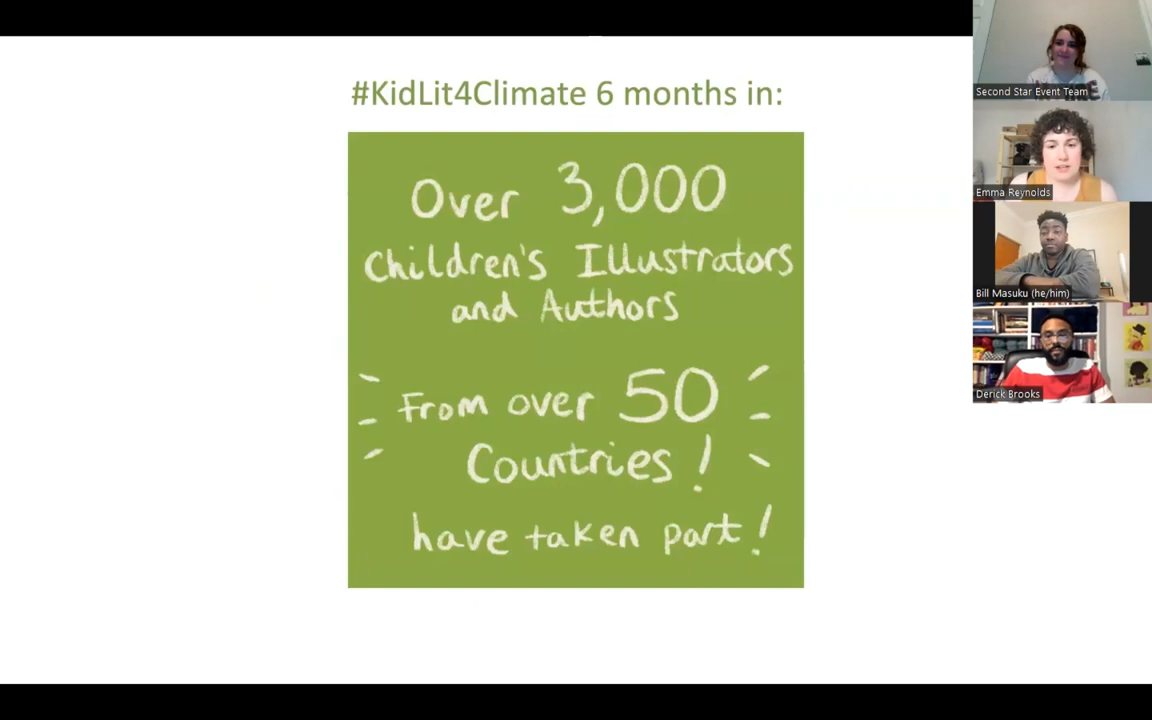 #KidLit4Climate 6 months in:
Over 3,000
Children's Illustrators
and Authors
From over 50
Countries!
have taken part!
Second Star Event Team
Emma Reynolds
Bill Masuku (he/him)
Derick Brooks